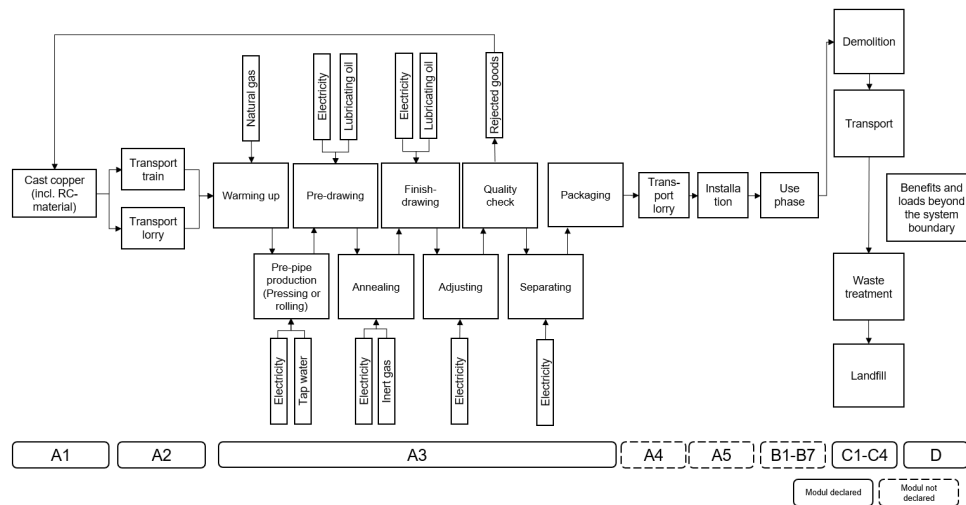 Natural gas
Electricity
Lubricating oil
Electricity
Lubricating oil
Rejected goods
Demolition
Transport
Cast copper
(incl. RC-
material)
Transport
train
Transport
lorry
Warming up
Pre-drawing
Finish-
drawing
Quality
check
Packaging
Trans-
port
lorry
Installa
tion
Use
phase
Benefits and
loads beyond
the system
boundary
Pre-pipe
production
(Pressing or
rolling)
Annealing
Adjusting
Separating
Waste
treatment
Landfill
Electricity
Tap water
Electricity
Inert gas
Electricity
Electricity
A1
A2
A3
A4
A5
B1-B7
C1-C4
D
Modul declared
Modul not
declared